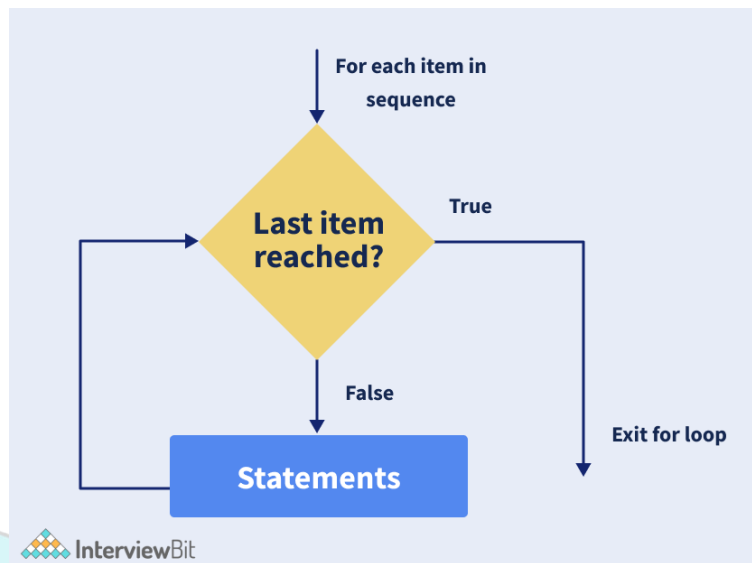 For each item in
sequence
True
Last item
reached?
False
Exit for loop
Statements
InterviewBit